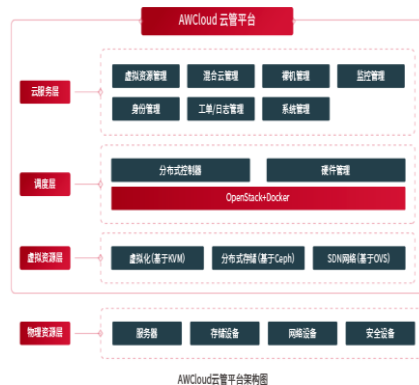 AWCloud 云管平台
云服务层
虚拟资源管理
混合云管理
裸机管理
监控管理
身份管理
工单/日志管理
系统管理
调度层
分布式控制器
硬件管理
OpenStack+Docker
虚拟资源层
虚拟化(基于KVM)
分布式存储(基于Ceph)
SDN网络(基于OVS)
物理资源层
服务器
存储设备
网络设备
安全设备
AWCloud云管平台架构图